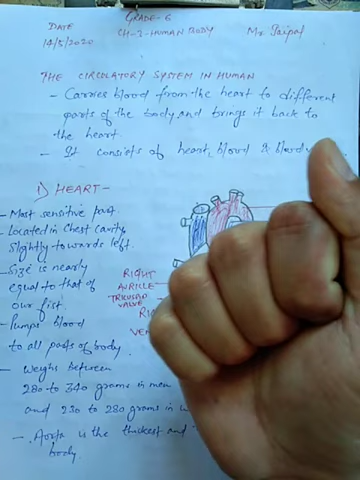 DATE
14/5/2020
GRADE-6
CH-I-HUMAN BODY
Mr. Jaipal
THE CIRCULATORY SYSTEM IN HUMAN
- Carries blood from the heart to different
parts of the body and brings it back to
the heart.
- It consists of heart, blood & blood
1) HEART -
- Most sensitive part.
- Located in Chest cavity
slightly towards left.
- Size is nearly
equal to that of
our fist.
- Pumps blood
to all parts of body.
- Weighs between
280 to 340 grams in men
and 230 to 280 grams in
- Aorta is the thickest and
body.
RIGHT
AURICLE
TRICUSPID
VALVE